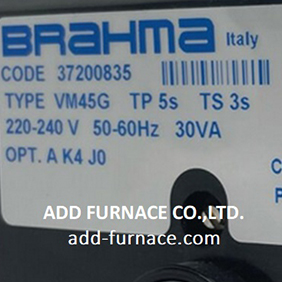 BRAHMA Italy
CODE 37200835
TYPE VM45G TP 5s TS 3s
220-240 V 50-60Hz 30VA
OPT. A K4 J0
C
ADD FURNACE CO.,LTD.
add-furnace.com